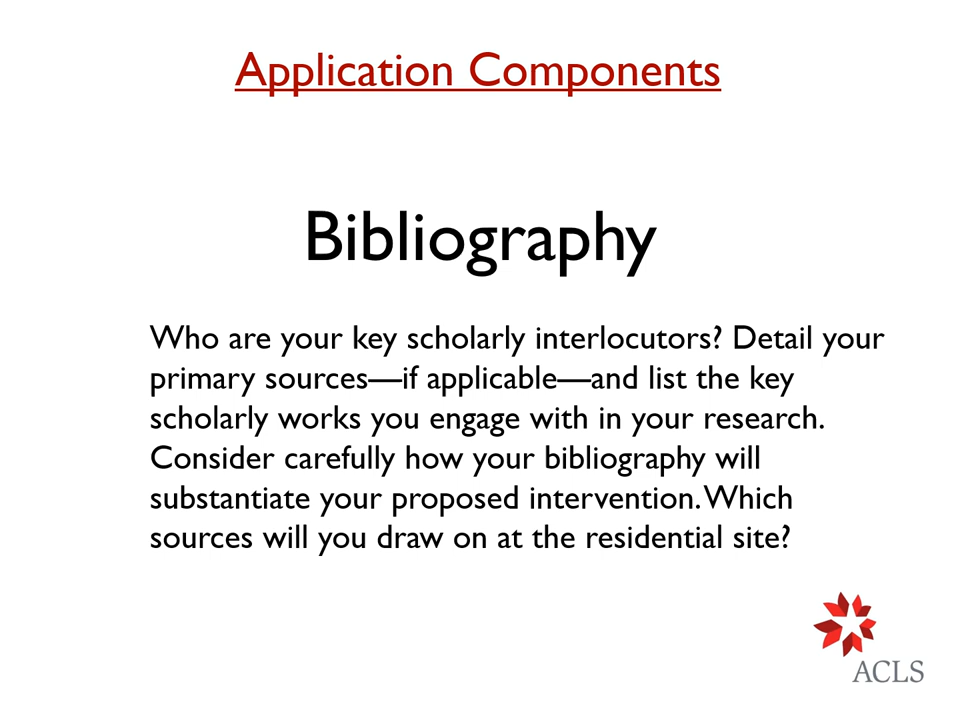 Application Components
Bibliography
Who are your key scholarly interlocutors? Detail your
primary sources—if applicable—and list the key
scholarly works you engage with in your research.
Consider carefully how your bibliography will
substantiate your proposed intervention. Which
sources will you draw on at the residential site?
ACLS